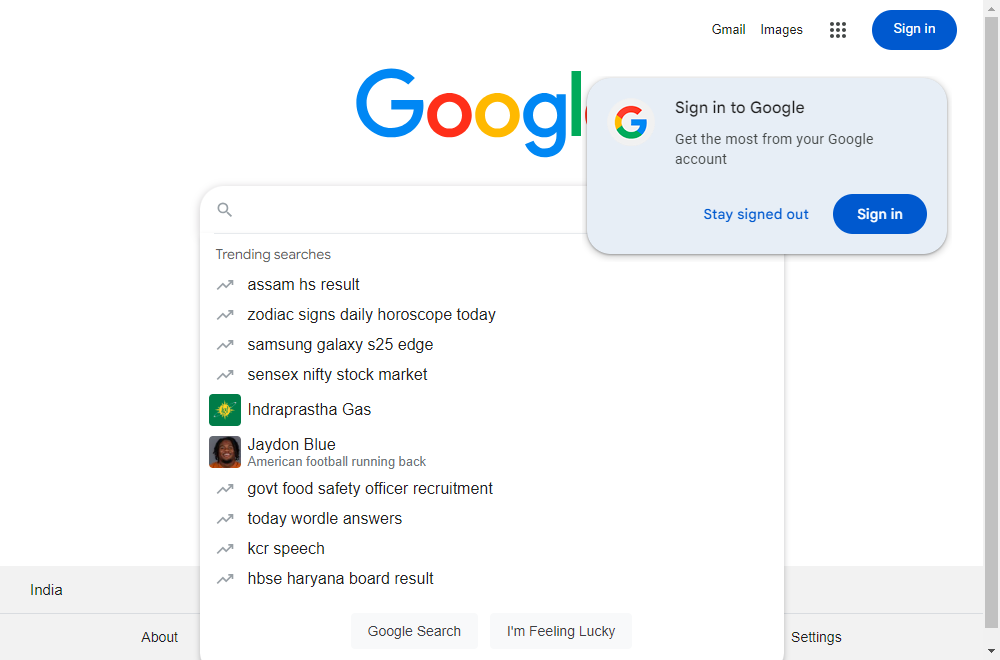 Gmail Images Sign in
Google
Sign in to Google
Get the most from your Google
account
Stay signed out Sign in
Trending searches
assam hs result
zodiac signs daily horoscope today
samsung galaxy s25 edge
sensex nifty stock market
Indraprastha Gas
Jaydon Blue
American football running back
govt food safety officer recruitment
today wordle answers
kcr speech
hbse haryana board result
Google Search I'm Feeling Lucky
India
About Settings